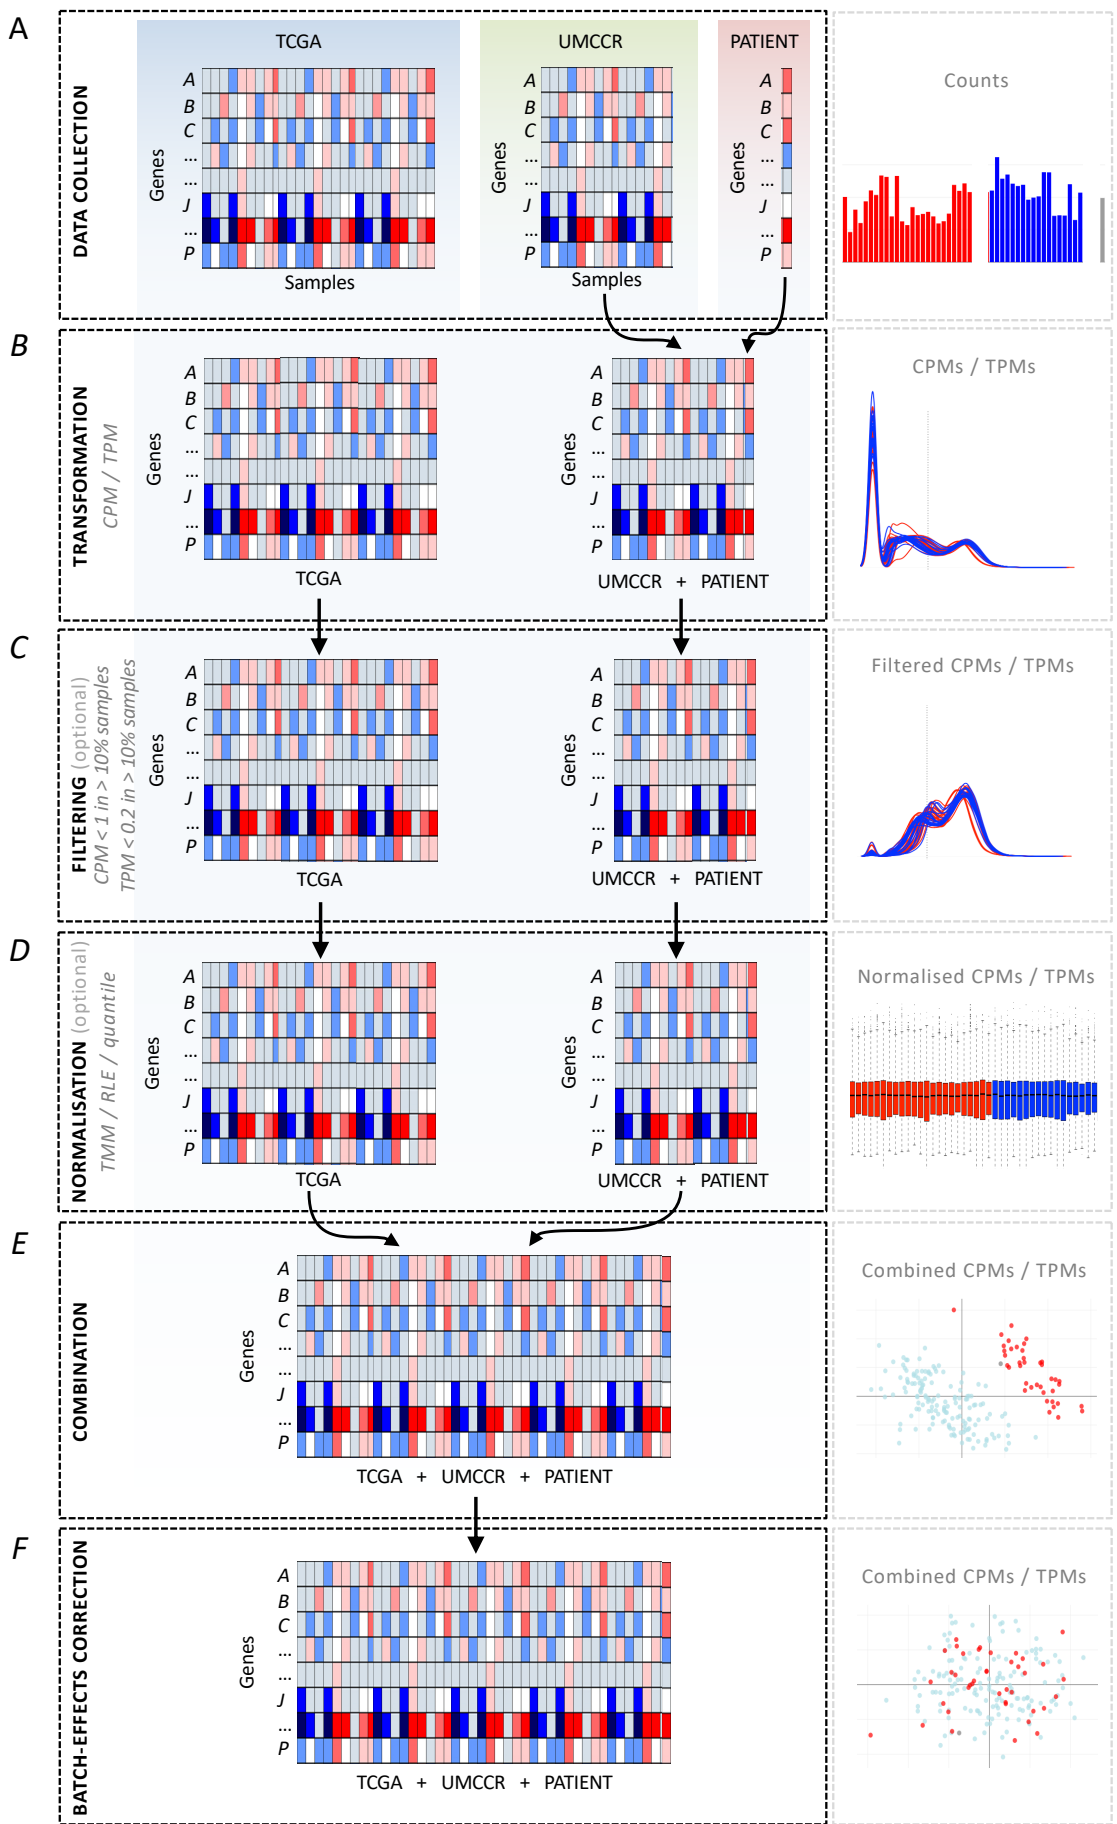 A
DATA COLLECTION
TCGA
UMCCR
PATIENT
Genes
A
B
C
...
...
J
...
P
Samples
Genes
A
B
C
...
...
J
...
P
Samples
Genes
A
B
C
...
...
J
...
P
Counts
B
TRANSFORMATION
CPM / TPM
Genes
A
B
C
...
...
J
...
P
TCGA
Genes
A
B
C
...
...
J
...
P
UMCCR + PATIENT
CPMs / TPMs
C
FILTERING (optional)
CPM < 1 in > 10% samples
TPM < 0.2 in > 10% samples
Genes
A
B
C
...
...
J
...
P
TCGA
Genes
A
B
C
...
...
J
...
P
UMCCR + PATIENT
Filtered CPMs / TPMs
D
NORMALISATION (optional)
TMM / RLE / quantile
Genes
A
B
C
...
...
J
...
P
TCGA
Genes
A
B
C
...
...
J
...
P
UMCCR + PATIENT
Normalised CPMs / TPMs
E
COMBINATION
Genes
A
B
C
...
...
J
...
P
TCGA + UMCCR + PATIENT
Combined CPMs / TPMs
F
BATCH-EFFECTS CORRECTION
Genes
A
B
C
...
...
J
...
P
TCGA + UMCCR + PATIENT
Combined CPMs / TPMs